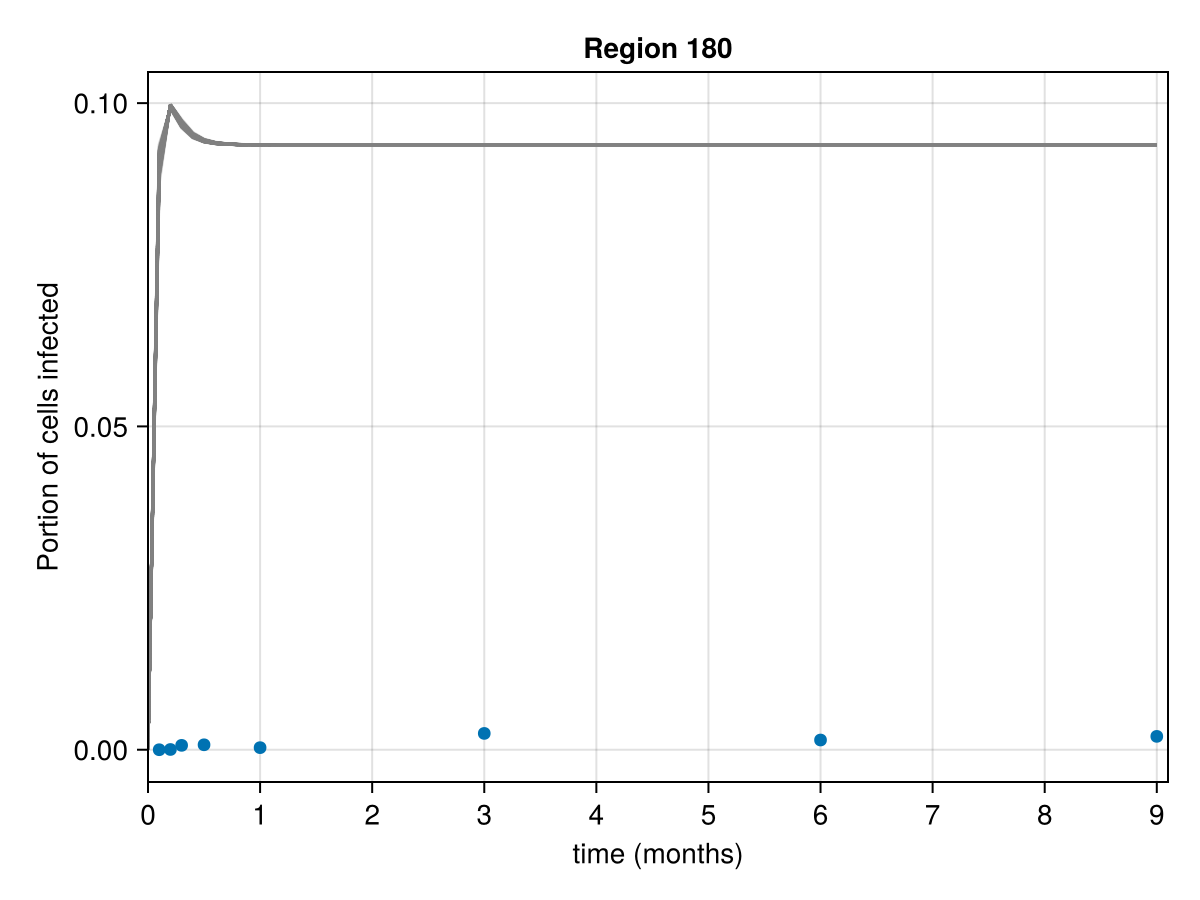 Region 180
Portion of cells infected
0.10
0.05
0.00
0 1 2 3 4 5 6 7 8 9
time (months)